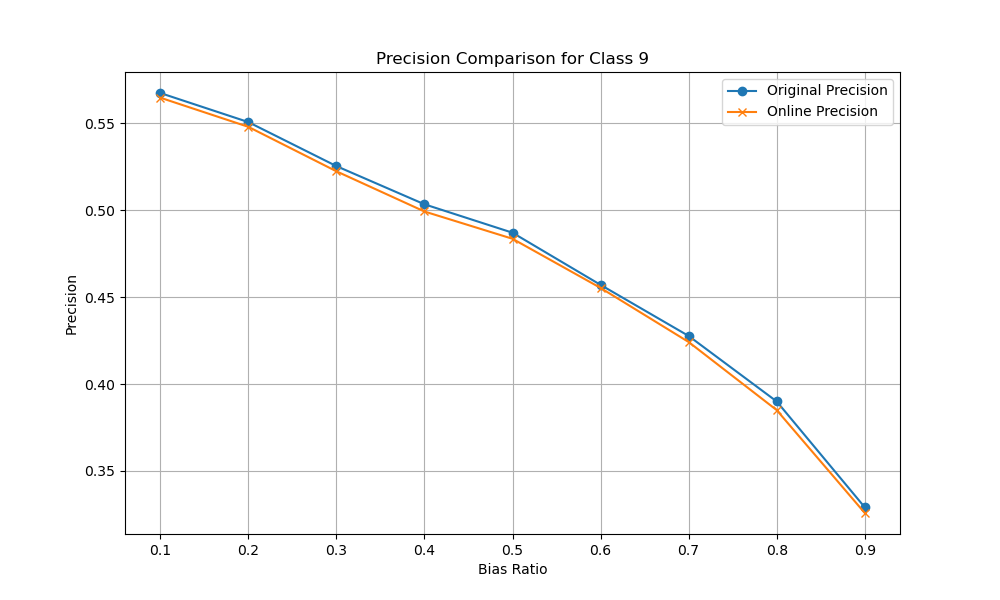 Precision Comparison for Class 9
Original Precision
Online Precision
Precision
0.55
0.50
0.45
0.40
0.35
0.1 0.2 0.3 0.4 0.5 0.6 0.7 0.8 0.9
Bias Ratio